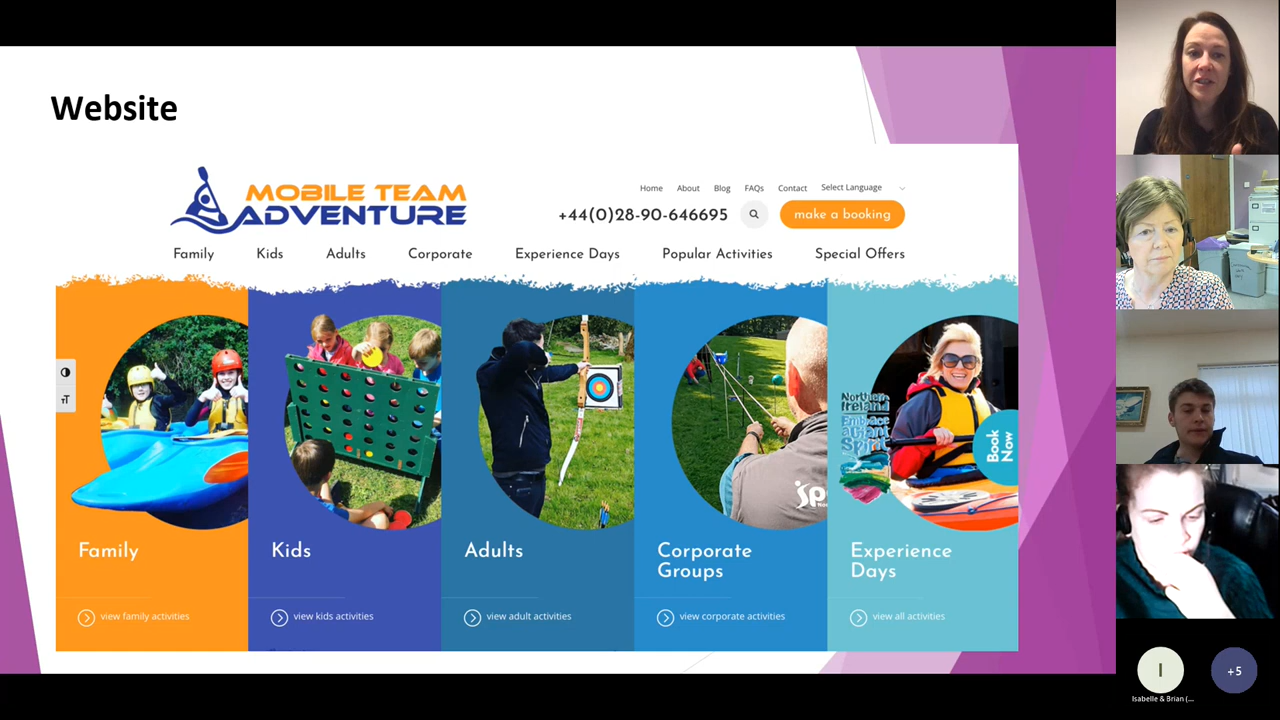 Website
MOBILE TEAM
ADVENTURE
Home About Blog FAQs Contact Select Language
+44(0)28-90-646695
make a booking
Family Kids Adults Corporate Experience Days Popular Activities Special Offers
Northern
Ireland
Embrace
a Giant
Spirit
Book
Now
Family
view family activities
Kids
view kids activities
Adults
view adult activities
Corporate
Groups
view corporate activities
Experience
Days
view all activities
I
Isabelle & Brian (...
+5